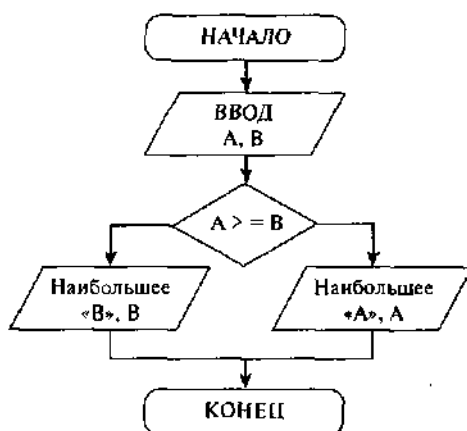 НАЧАЛО
ВВОД
А, В
А > = В
Наибольшее
«В», В
Наибольшее
«А», А
КОНЕЦ